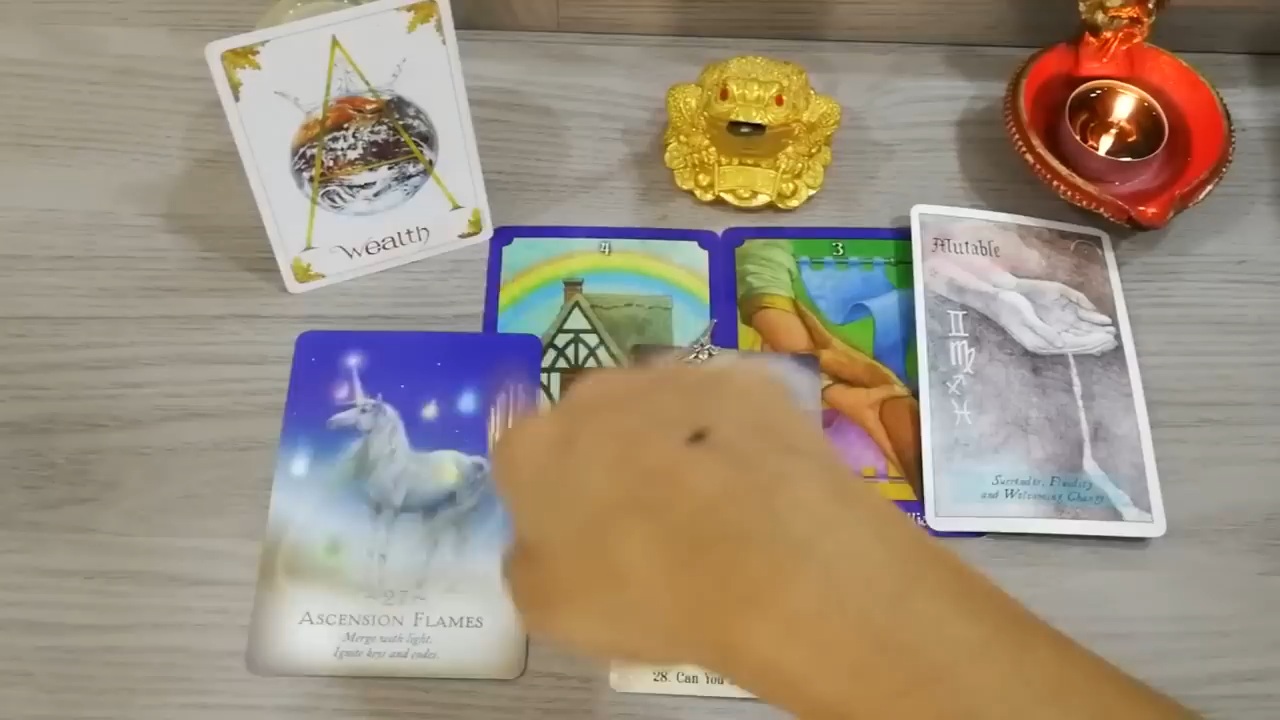 wealth
4
3
Mutable
♊
♍
♐
♓
Surrender, Fluidity
and Welcoming Change
~27~
ASCENSION FLAMES
Merge with light.
Ignite keys and codes.
28. Can You